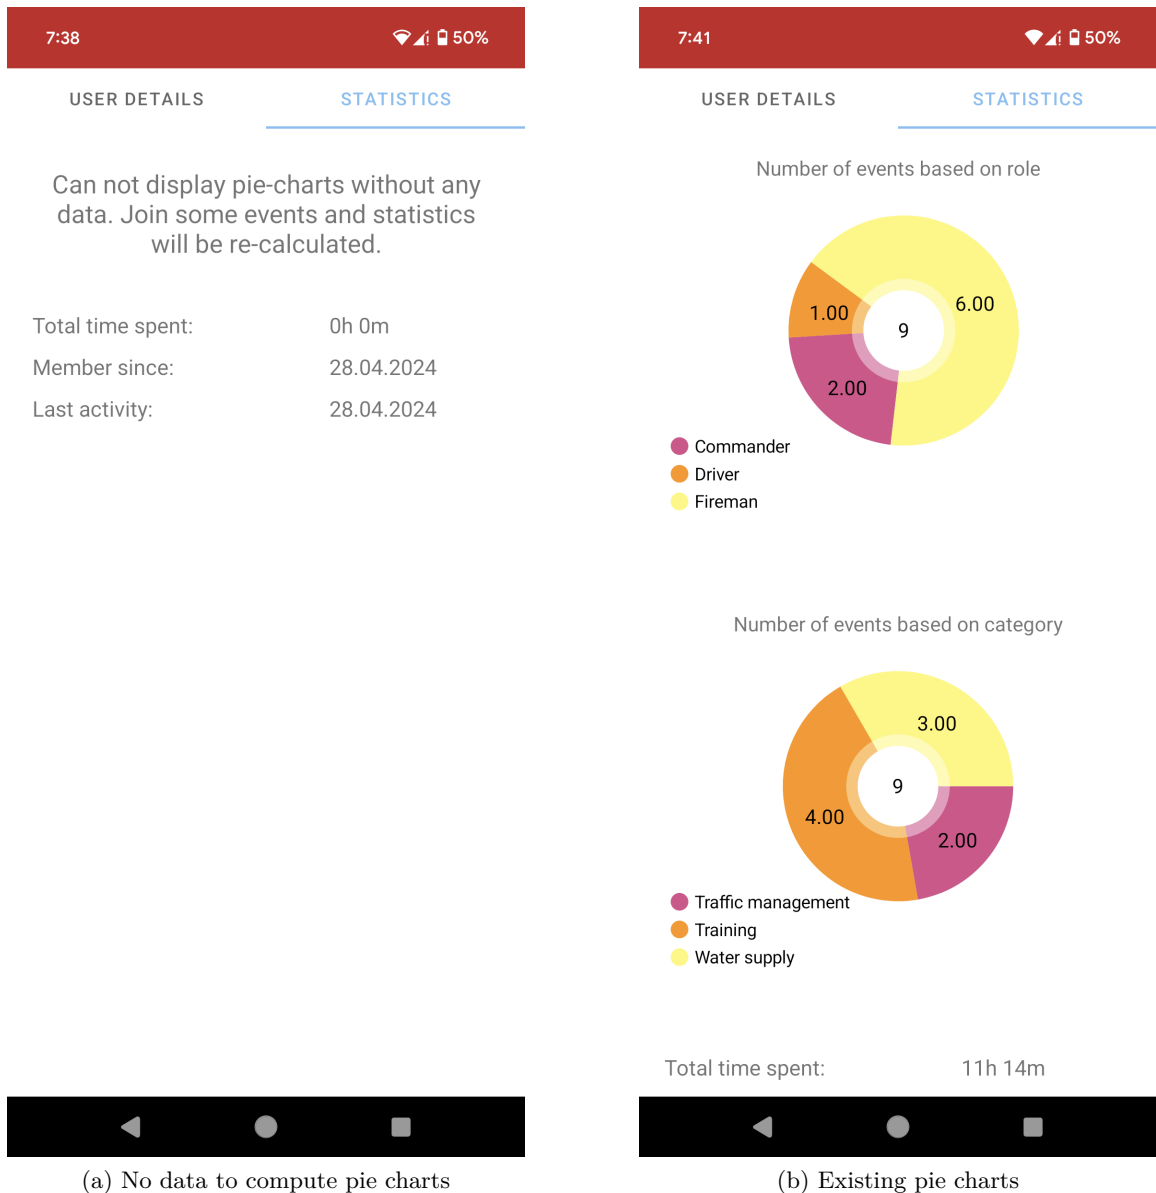 7:38
50%
USER DETAILS
STATISTICS
Can not display pie-charts without any
data. Join some events and statistics
will be re-calculated.
Total time spent:
0h 0m
Member since:
28.04.2024
Last activity:
28.04.2024
(a) No data to compute pie charts
7:41
50%
USER DETAILS
STATISTICS
Number of events based on role
6.00
1.00
9
2.00
Commander
Driver
Fireman
Number of events based on category
3.00
9
4.00
2.00
Traffic management
Training
Water supply
Total time spent:
11h 14m
(b) Existing pie charts